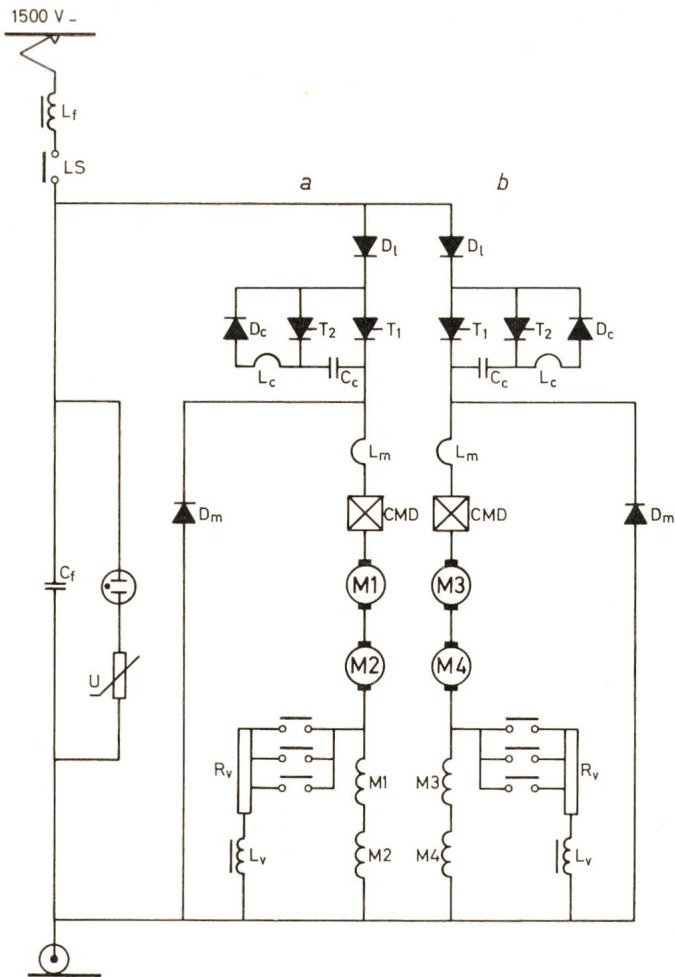 1500 V –
Lf
LS
a b
Dl Dl
Dc T2 T1 T1 T2 Dc
Lc Cc Cc Lc
Lm Lm
Dm CMD CMD Dm
Cf M1 M3
U M2 M4
Rv M1 M3 Rv
Lv M2 M4 Lv